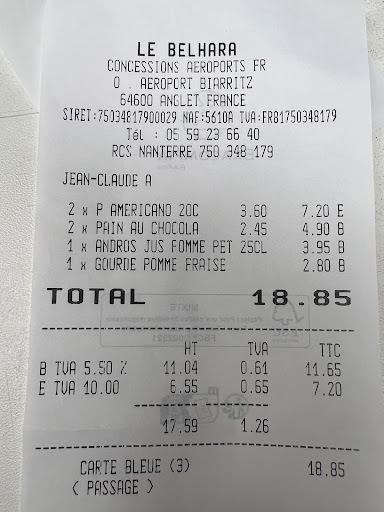 LE BELHARA
CONCESSIONS AEROPORTS FR
0 . AEROPORT BIARRITZ
64600 ANGLET FRANCE
SIRET:75034817900029 NAF:5610A TVA:FR81750348179
Tél : 05 59 23 66 40
RCS NANTERRE 750 348 179
JEAN-CLAUDE A
2 x P AMERICANO 20C 3.60 7.20 E
2 x PAIN AU CHOCOLA 2.45 4.90 B
1 x ANDROS JUS POMME PET 25CL 3.95 B
1 x GOURDE POMME FRAISE 2.80 B
TOTAL 18.85
HT TVA TTC
B TVA 5.50 % 11.04 0.61 11.65
E TVA 10.00 6.55 0.65 7.20
17.59 1.26
CARTE BLEUE (3) 18.85
( PASSAGE )